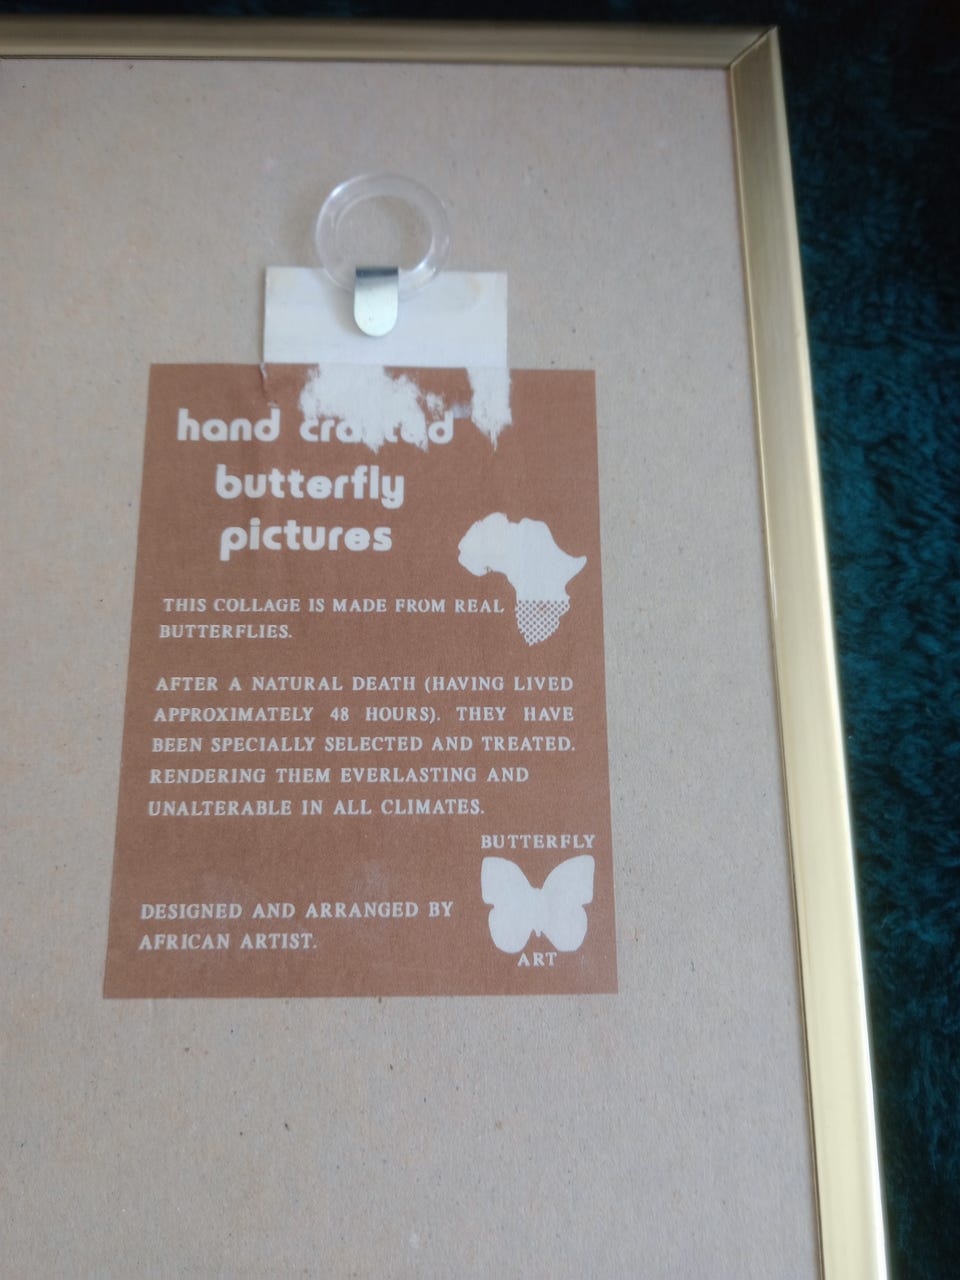 hand crafted
butterfly
pictures
THIS COLLAGE IS MADE FROM REAL
BUTTERFLIES.
AFTER A NATURAL DEATH (HAVING LIVED
APPROXIMATELY 48 HOURS). THEY HAVE
BEEN SPECIALLY SELECTED AND TREATED.
RENDERING THEM EVERLASTING AND
UNALTERABLE IN ALL CLIMATES.
DESIGNED AND ARRANGED BY
AFRICAN ARTIST.
BUTTERFLY
ART